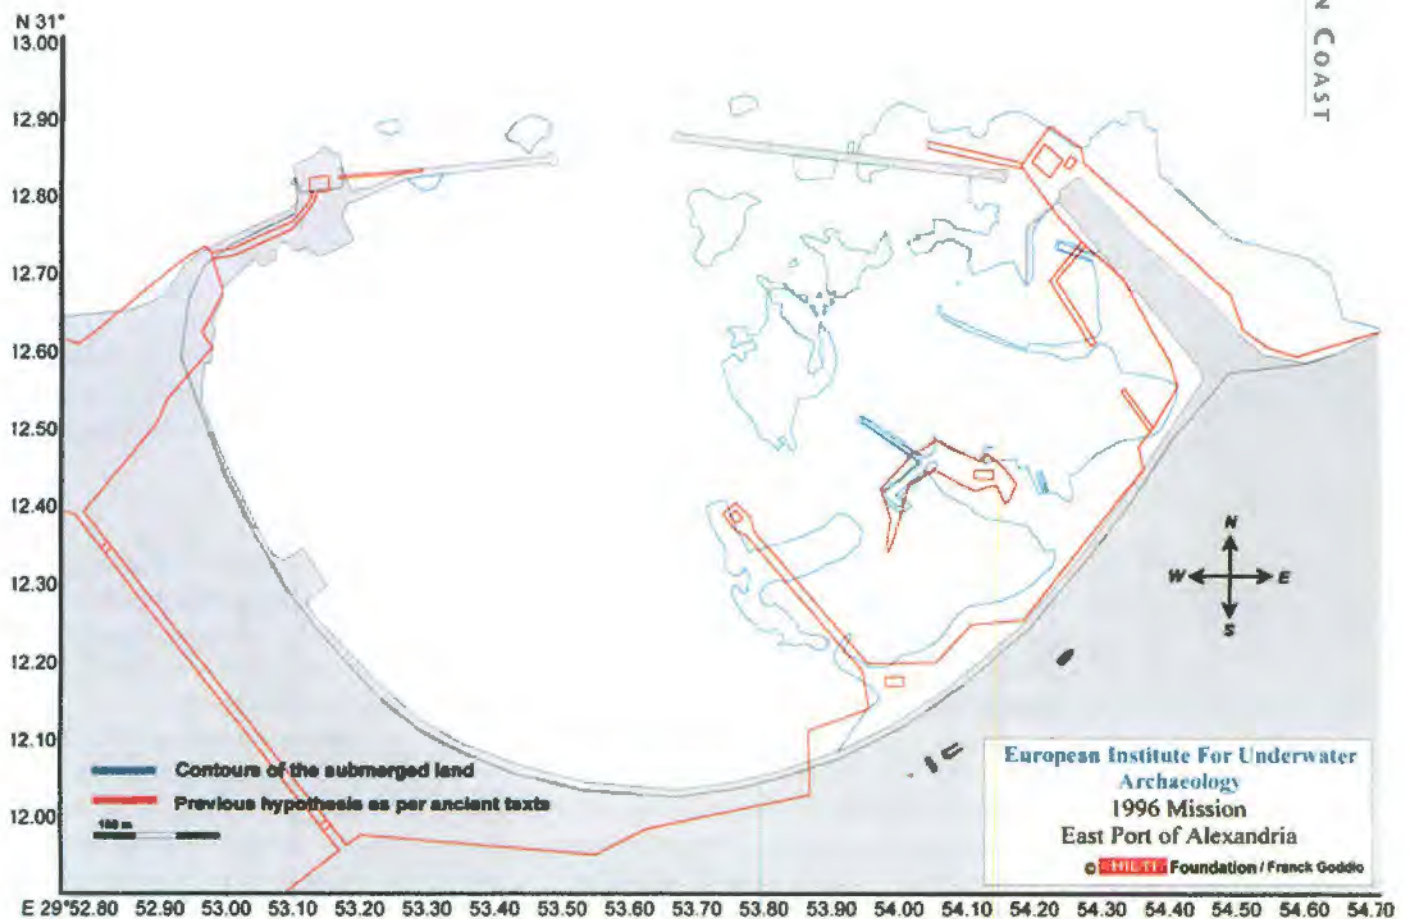 N COAST
N 31°
13.00
12.90
12.80
12.70
12.60
12.50
12.40
12.30
12.20
12.10
12.00
N
W E
S
Contours of the submerged land
Previous hypothesis as per ancient texts
100 m
European Institute For Underwater
Archaeology
1996 Mission
East Port of Alexandria
© HILTI Foundation / Franck Goddio
E 29°52.80 52.90 53.00 53.10 53.20 53.30 53.40 53.50 53.60 53.70 53.80 53.90 54.00 54.10 54.20 54.30 54.40 54.50 54.60 54.70